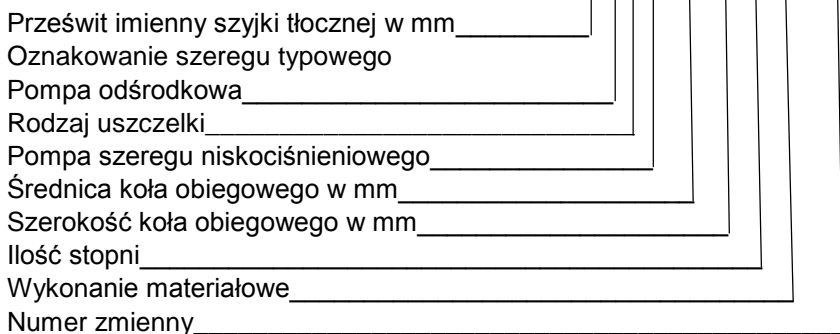 Prześwit imienny szyjki tłocznej w mm
Oznakowanie szeregu typowego
Pompa odśrodkowa
Rodzaj uszczelki
Pompa szeregu niskociśnieniowego
Średnica koła obiegowego w mm
Szerokość koła obiegowego w mm
Ilość stopni
Wykonanie materiałowe
Numer zmienny